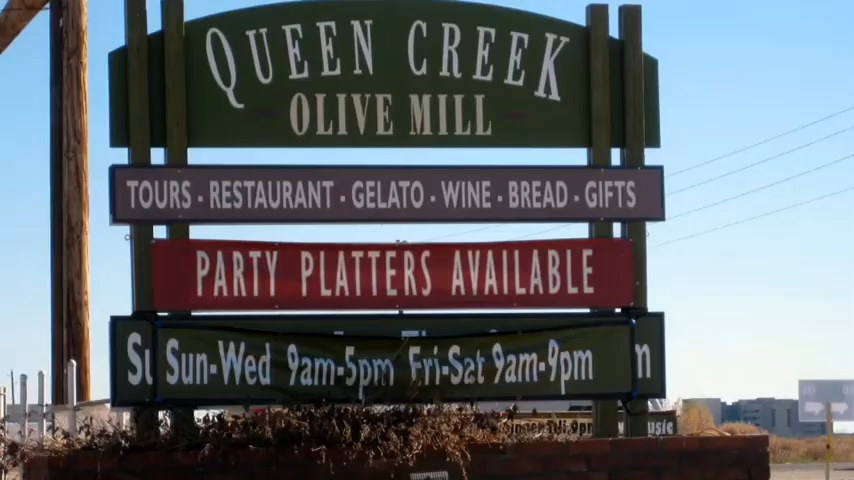 QUEEN CREEK
OLIVE MILL
TOURS - RESTAURANT - GELATO - WINE - BREAD - GIFTS
PARTY PLATTERS AVAILABLE
Sun-Wed 9am-5pm Fri-Sat 9am-9pm